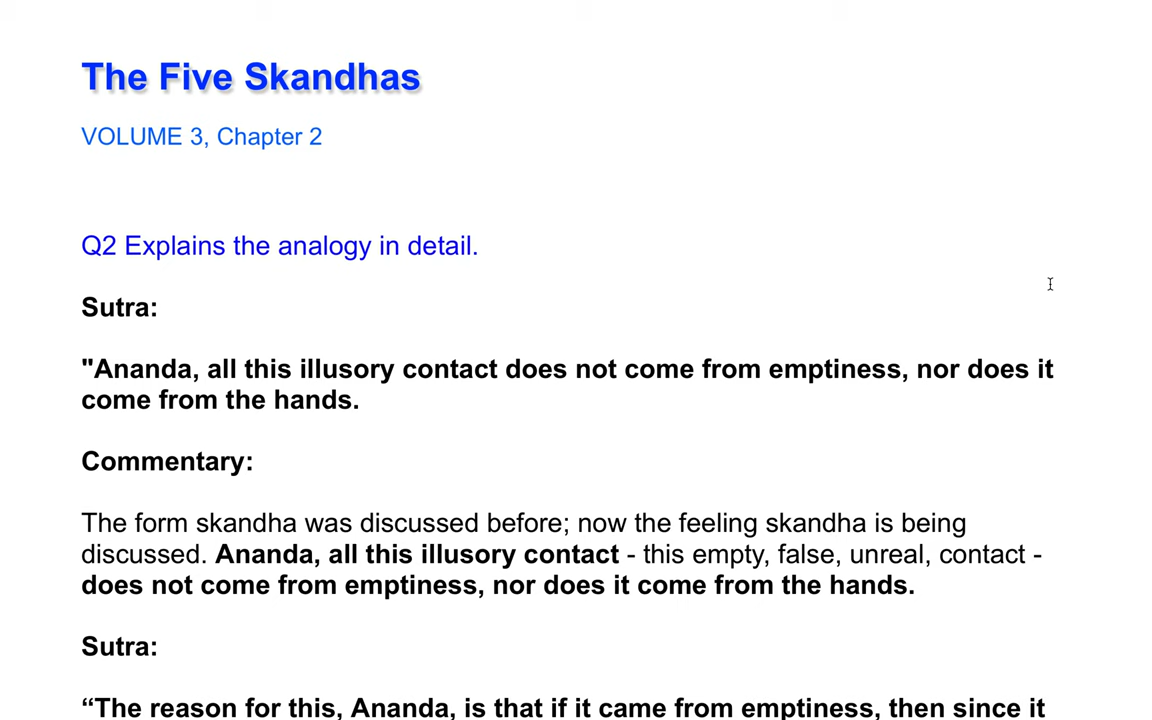 The Five Skandhas
VOLUME 3, Chapter 2
Q2 Explains the analogy in detail.
Sutra:
"Ananda, all this illusory contact does not come from emptiness, nor does it
come from the hands.
Commentary:
The form skandha was discussed before; now the feeling skandha is being
discussed. Ananda, all this illusory contact - this empty, false, unreal, contact -
does not come from emptiness, nor does it come from the hands.
Sutra:
“The reason for this, Ananda, is that if it came from emptiness, then since it